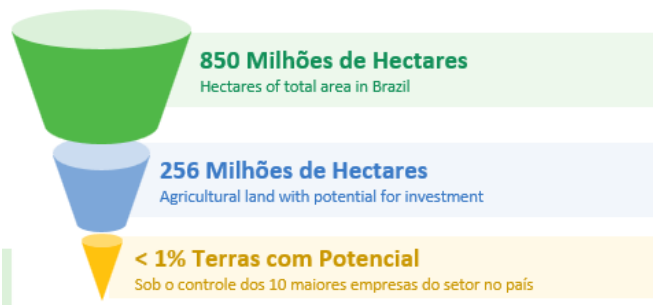 850 Milhões de Hectares
Hectares of total area in Brazil
256 Milhões de Hectares
Agricultural land with potential for investment
< 1% Terras com Potencial
Sob o controle dos 10 maiores empresas do setor no país